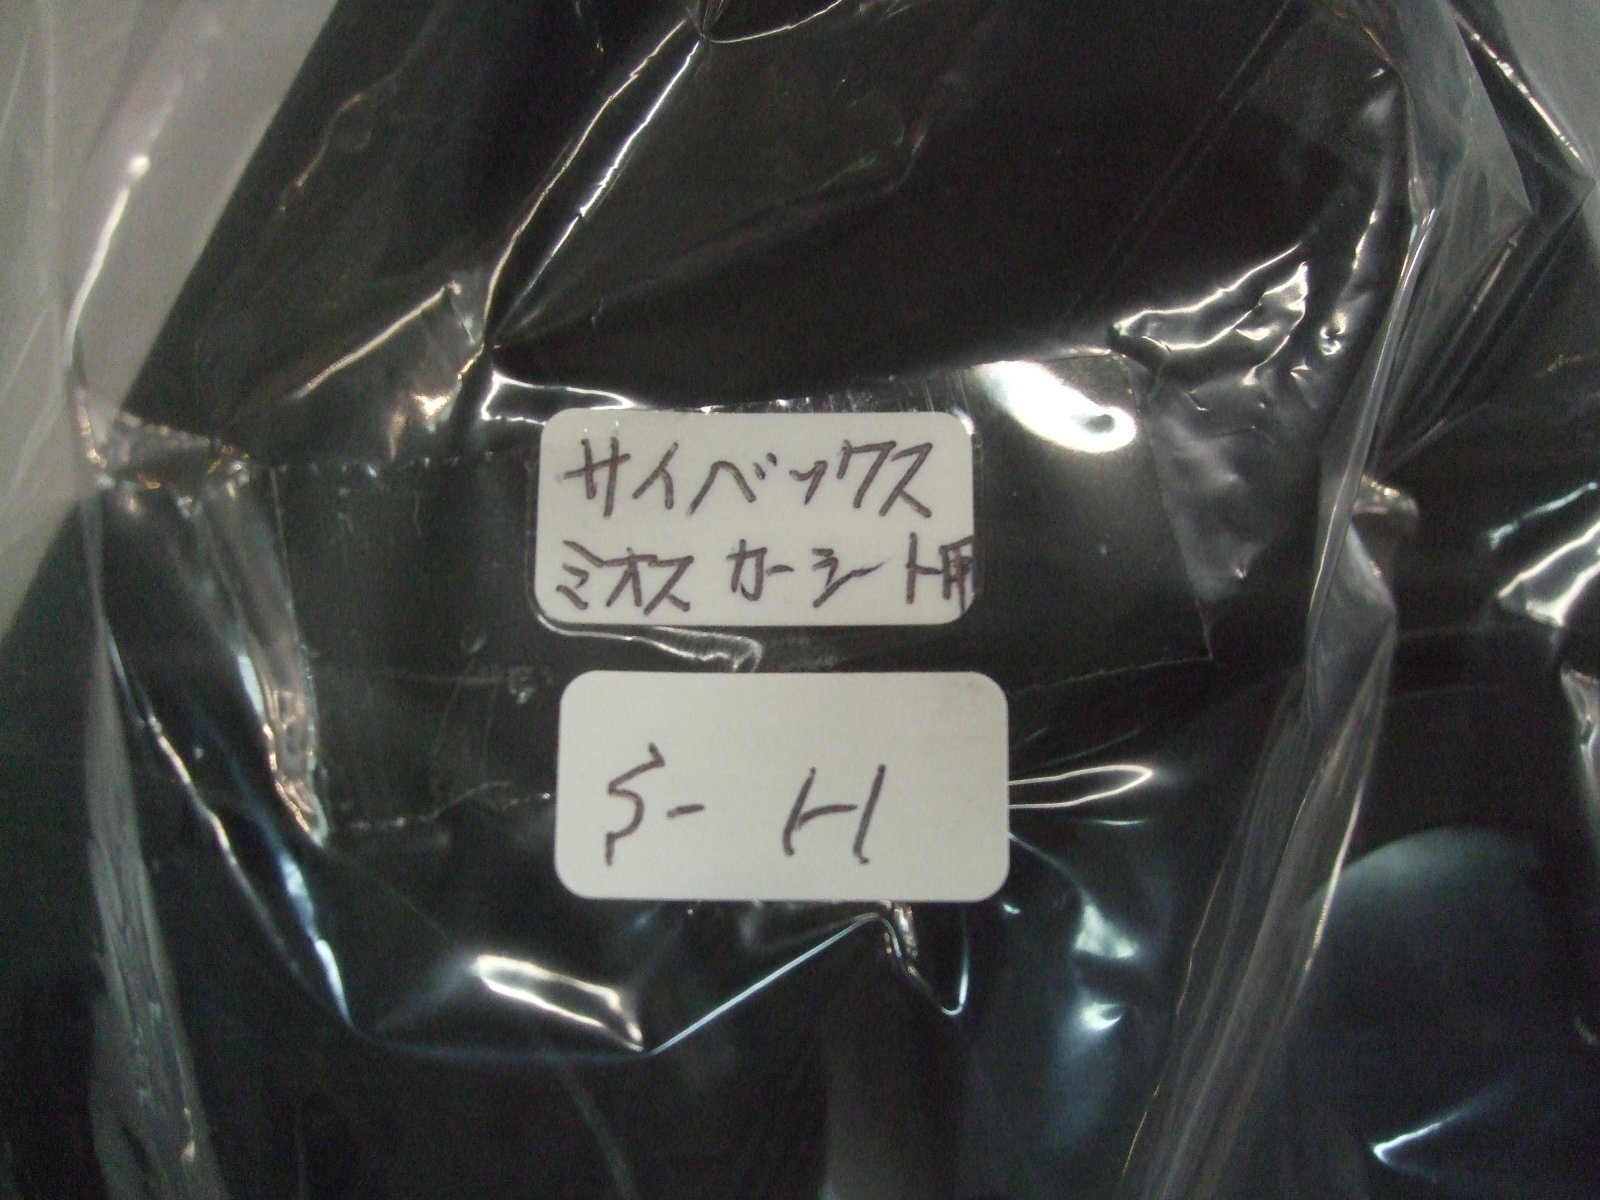 サイベックス
ミオス カーシート用
5-H